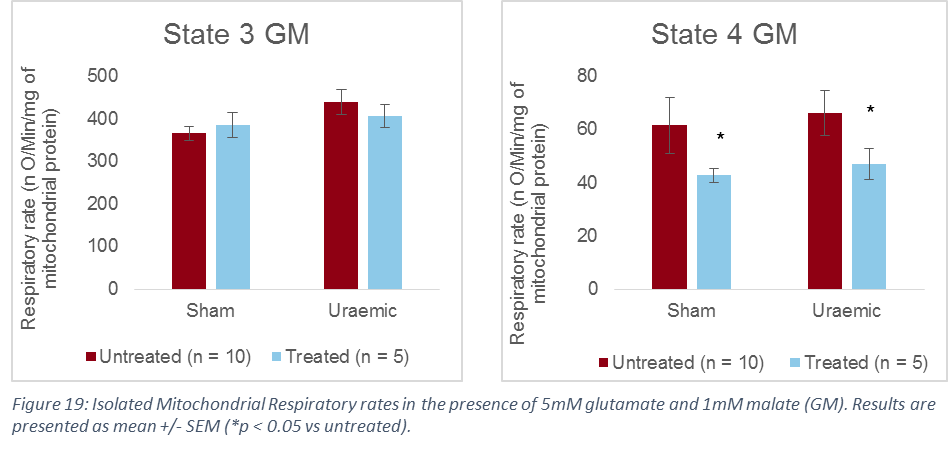 State 3 GM
Respiratory rate (n O/Min/mg of
mitochondrial protein)
500
400
300
200
100
0
Sham
Uraemic
Untreated (n = 10)
Treated (n = 5)
State 4 GM
Respiratory rate (n O/Min/mg of
mitochondrial protein)
80
60
40
20
0
*
*
Sham
Uraemic
Untreated (n = 10)
Treated (n = 5)
Figure 19: Isolated Mitochondrial Respiratory rates in the presence of 5mM glutamate and 1mM malate (GM). Results are
presented as mean +/- SEM (*p < 0.05 vs untreated).